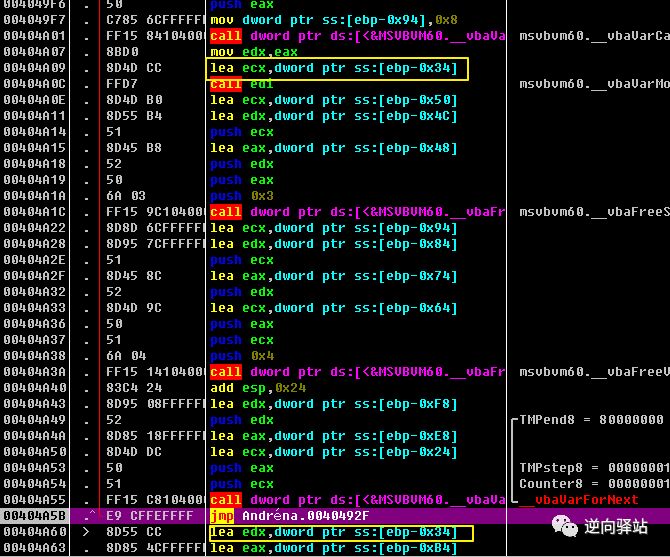 004049F6 . 50 push eax
004049F7 . C785 6CFFFFFF mov dword ptr ss:[ebp-0x94],0x8
00404A01 . FF15 84104000 call dword ptr ds:[<&MSVBVM60.__vbaVarCa msvbvm60.__vbaVarCa
00404A07 . 8BD0 mov edx,eax
00404A09 . 8D4D CC lea ecx,dword ptr ss:[ebp-0x34]
00404A0C . FFD7 call edi msvbvm60.__vbaVarMo
00404A0E . 8D4D B0 lea ecx,dword ptr ss:[ebp-0x50]
00404A11 . 8D55 B4 lea edx,dword ptr ss:[ebp-0x4C]
00404A14 . 51 push ecx
00404A15 . 8D45 B8 lea eax,dword ptr ss:[ebp-0x48]
00404A18 . 52 push edx
00404A19 . 50 push eax
00404A1A . 6A 03 push 0x3
00404A1C . FF15 9C104000 call dword ptr ds:[<&MSVBVM60.__vbaFr msvbvm60.__vbaFreeS
00404A22 . 8D8D 6CFFFFFF lea ecx,dword ptr ss:[ebp-0x94]
00404A28 . 8D95 7CFFFFFF lea edx,dword ptr ss:[ebp-0x84]
00404A2E . 51 push ecx
00404A2F . 8D45 8C lea eax,dword ptr ss:[ebp-0x74]
00404A32 . 52 push edx
00404A33 . 8D4D 9C lea ecx,dword ptr ss:[ebp-0x64]
00404A36 . 50 push eax
00404A37 . 51 push ecx
00404A38 . 6A 04 push 0x4
00404A3A . FF15 14104000 call dword ptr ds:[<&MSVBVM60.__vbaFr msvbvm60.__vbaFreeV
00404A40 . 83C4 24 add esp,0x24
00404A43 . 8D95 08FFFFFF lea edx,dword ptr ss:[ebp-0xF8]
00404A49 . 52 push edx TMPend8 = 80000000
00404A4A . 8D85 18FFFFFF lea eax,dword ptr ss:[ebp-0xE8]
00404A50 . 8D4D DC lea ecx,dword ptr ss:[ebp-0x24]
00404A53 . 50 push eax TMPstep8 = 00000001
00404A54 . 51 push ecx Counter8 = 00000001
00404A55 . FF15 C8104000 call dword ptr ds:[<&MSVBVM60.__vbaVa __vbaVarForNext
00404A5B .^ E9 CFFEFFFF jmp Andréna.0040492F
00404A60 > 8D55 CC lea edx,dword ptr ss:[ebp-0x34]
00404A63 . 8D85 4CFFFFFF lea eax,dword ptr ss:[ebp-0xB4]
逆向驿站